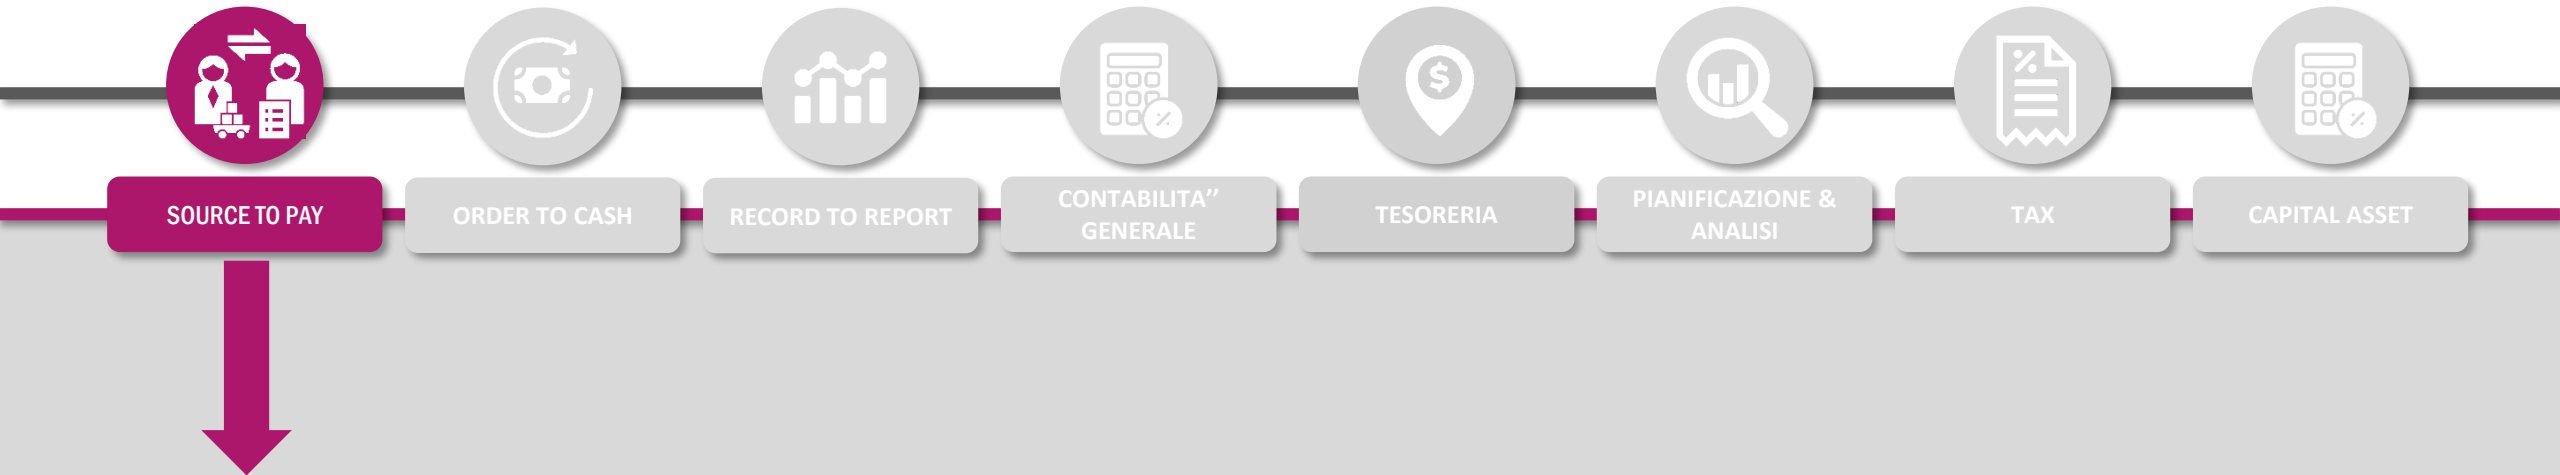 SOURCE TO PAY
ORDER TO CASH
RECORD TO REPORT
CONTABILITA’’
GENERALE
TESORERIA
PIANIFICAZIONE &
ANALISI
TAX
CAPITAL ASSET